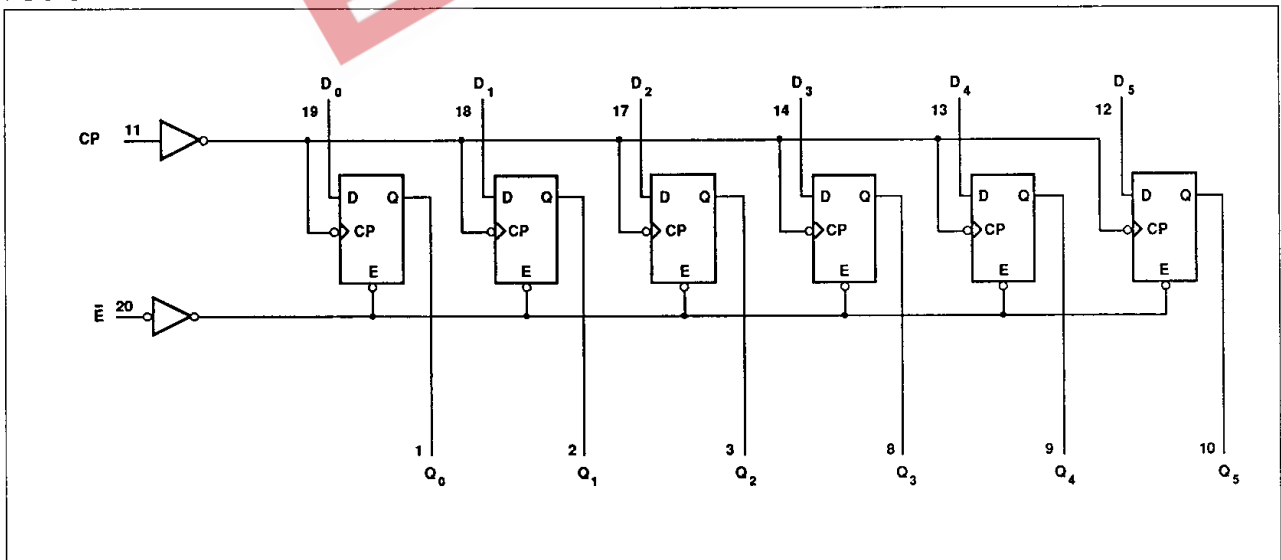 D0 D1 D2 D3 D4 D5
19 18 17 14 13 12
CP 11
D Q D Q D Q D Q D Q D Q
CP CP CP CP CP CP
E E E E E E
Ē 20
1 2 3 8 9 10
Q0 Q1 Q2 Q3 Q4 Q5